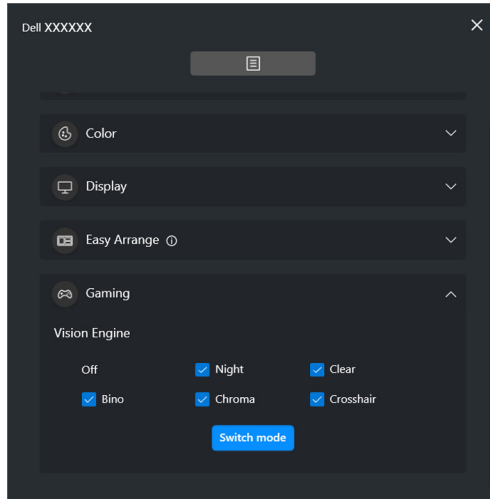 Dell XXXXXX
Color
Display
Easy Arrange
Gaming
Vision Engine
Off Night Clear
Bino Chroma Crosshair
Switch mode